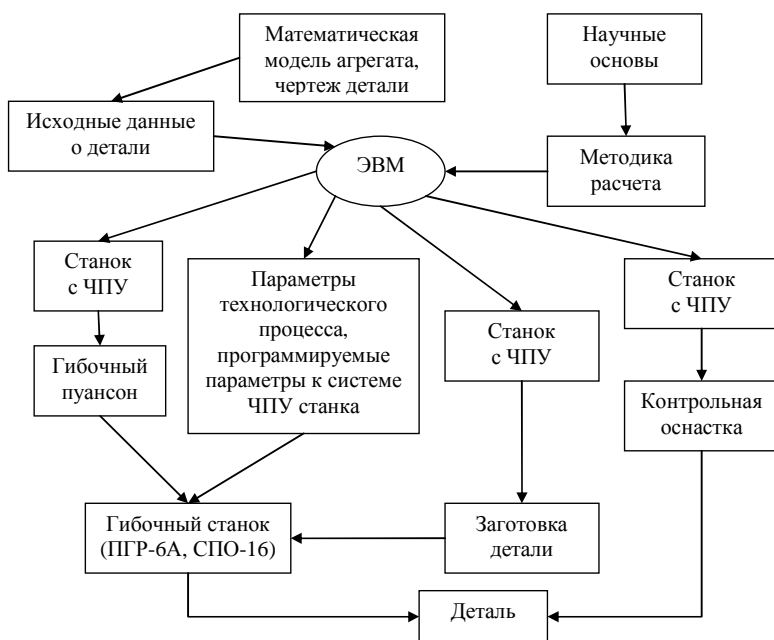 Математическая
модель агрегата,
чертеж детали
Научные
основы
Исходные данные
о детали
ЭВМ
Методика
расчета
Станок
с ЧПУ
Параметры
технологического
процесса,
программируемые
параметры к системе
ЧПУ станка
Станок
с ЧПУ
Станок
с ЧПУ
Гибочный
пуансон
Контрольная
оснастка
Гибочный станок
(ПГР-6А, СПО-16)
Заготовка
детали
Деталь